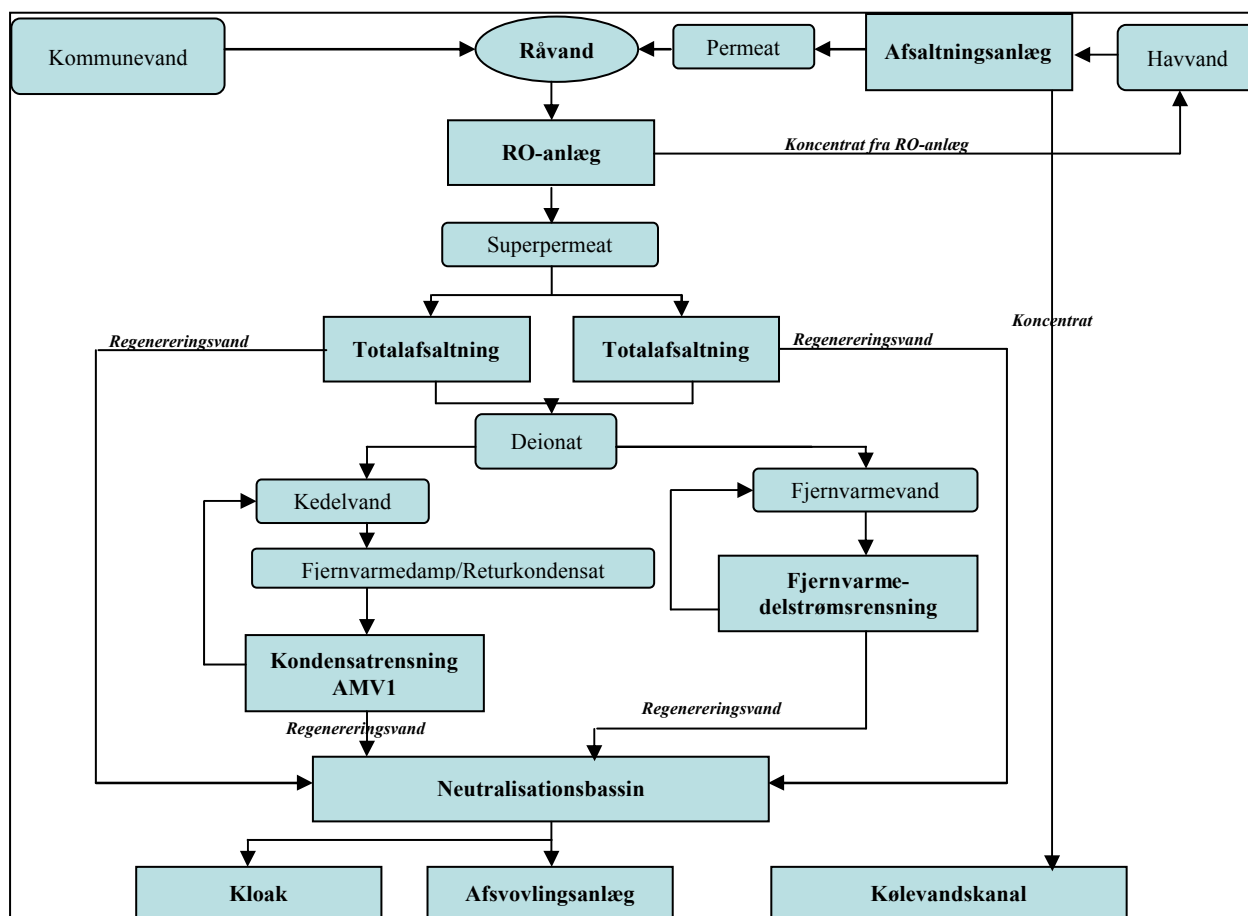 Kommunevand
Råvand
Permeat
Afsaltningsanlæg
Havvand
RO-anlæg
Koncentrat fra RO-anlæg
Superpermeat
Koncentrat
Regenereringsvand
Totalafsaltning
Totalafsaltning
Regenereringsvand
Deionat
Kedelvand
Fjernvarmevand
Fjernvarmedamp/Returkondensat
Fjernvarme-
delstrømsrensning
Kondensatrensning
AMV1
Regenereringsvand
Regenereringsvand
Neutralisationsbassin
Kloak
Afsvovlingsanlæg
Kølevandskanal